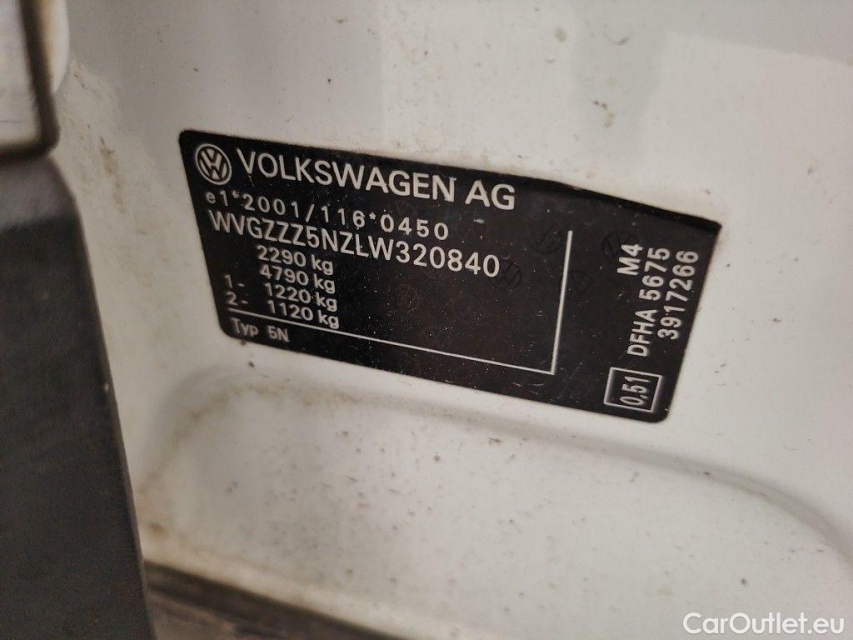 VOLKSWAGEN AG
e1*2001/116*0450
WVGZZZ5NZLW320840
2290 kg
4790 kg
1- 1220 kg
2- 1120 kg
Typ 5N
M4
DFHA 5675
3917266
0,51
CarOutlet.eu